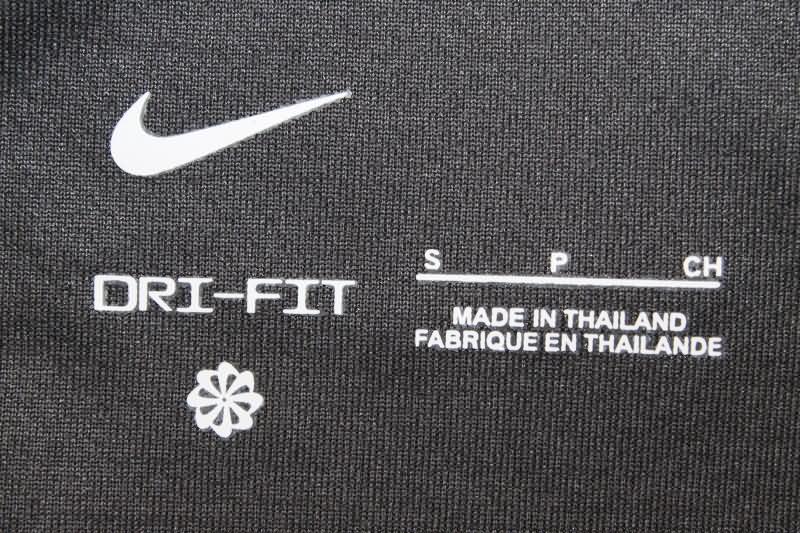 DRI-FIT
S P CH
MADE IN THAILAND
FABRIQUE EN THAILANDE